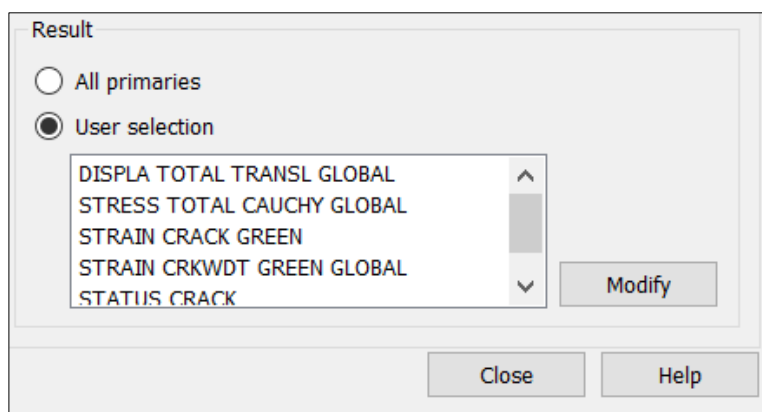 Result
All primaries
User selection
DISPLA TOTAL TRANSL GLOBAL
STRESS TOTAL CAUCHY GLOBAL
STRAIN CRACK GREEN
STRAIN CRKWDT GREEN GLOBAL
STATUS CRACK
Modify
Close Help